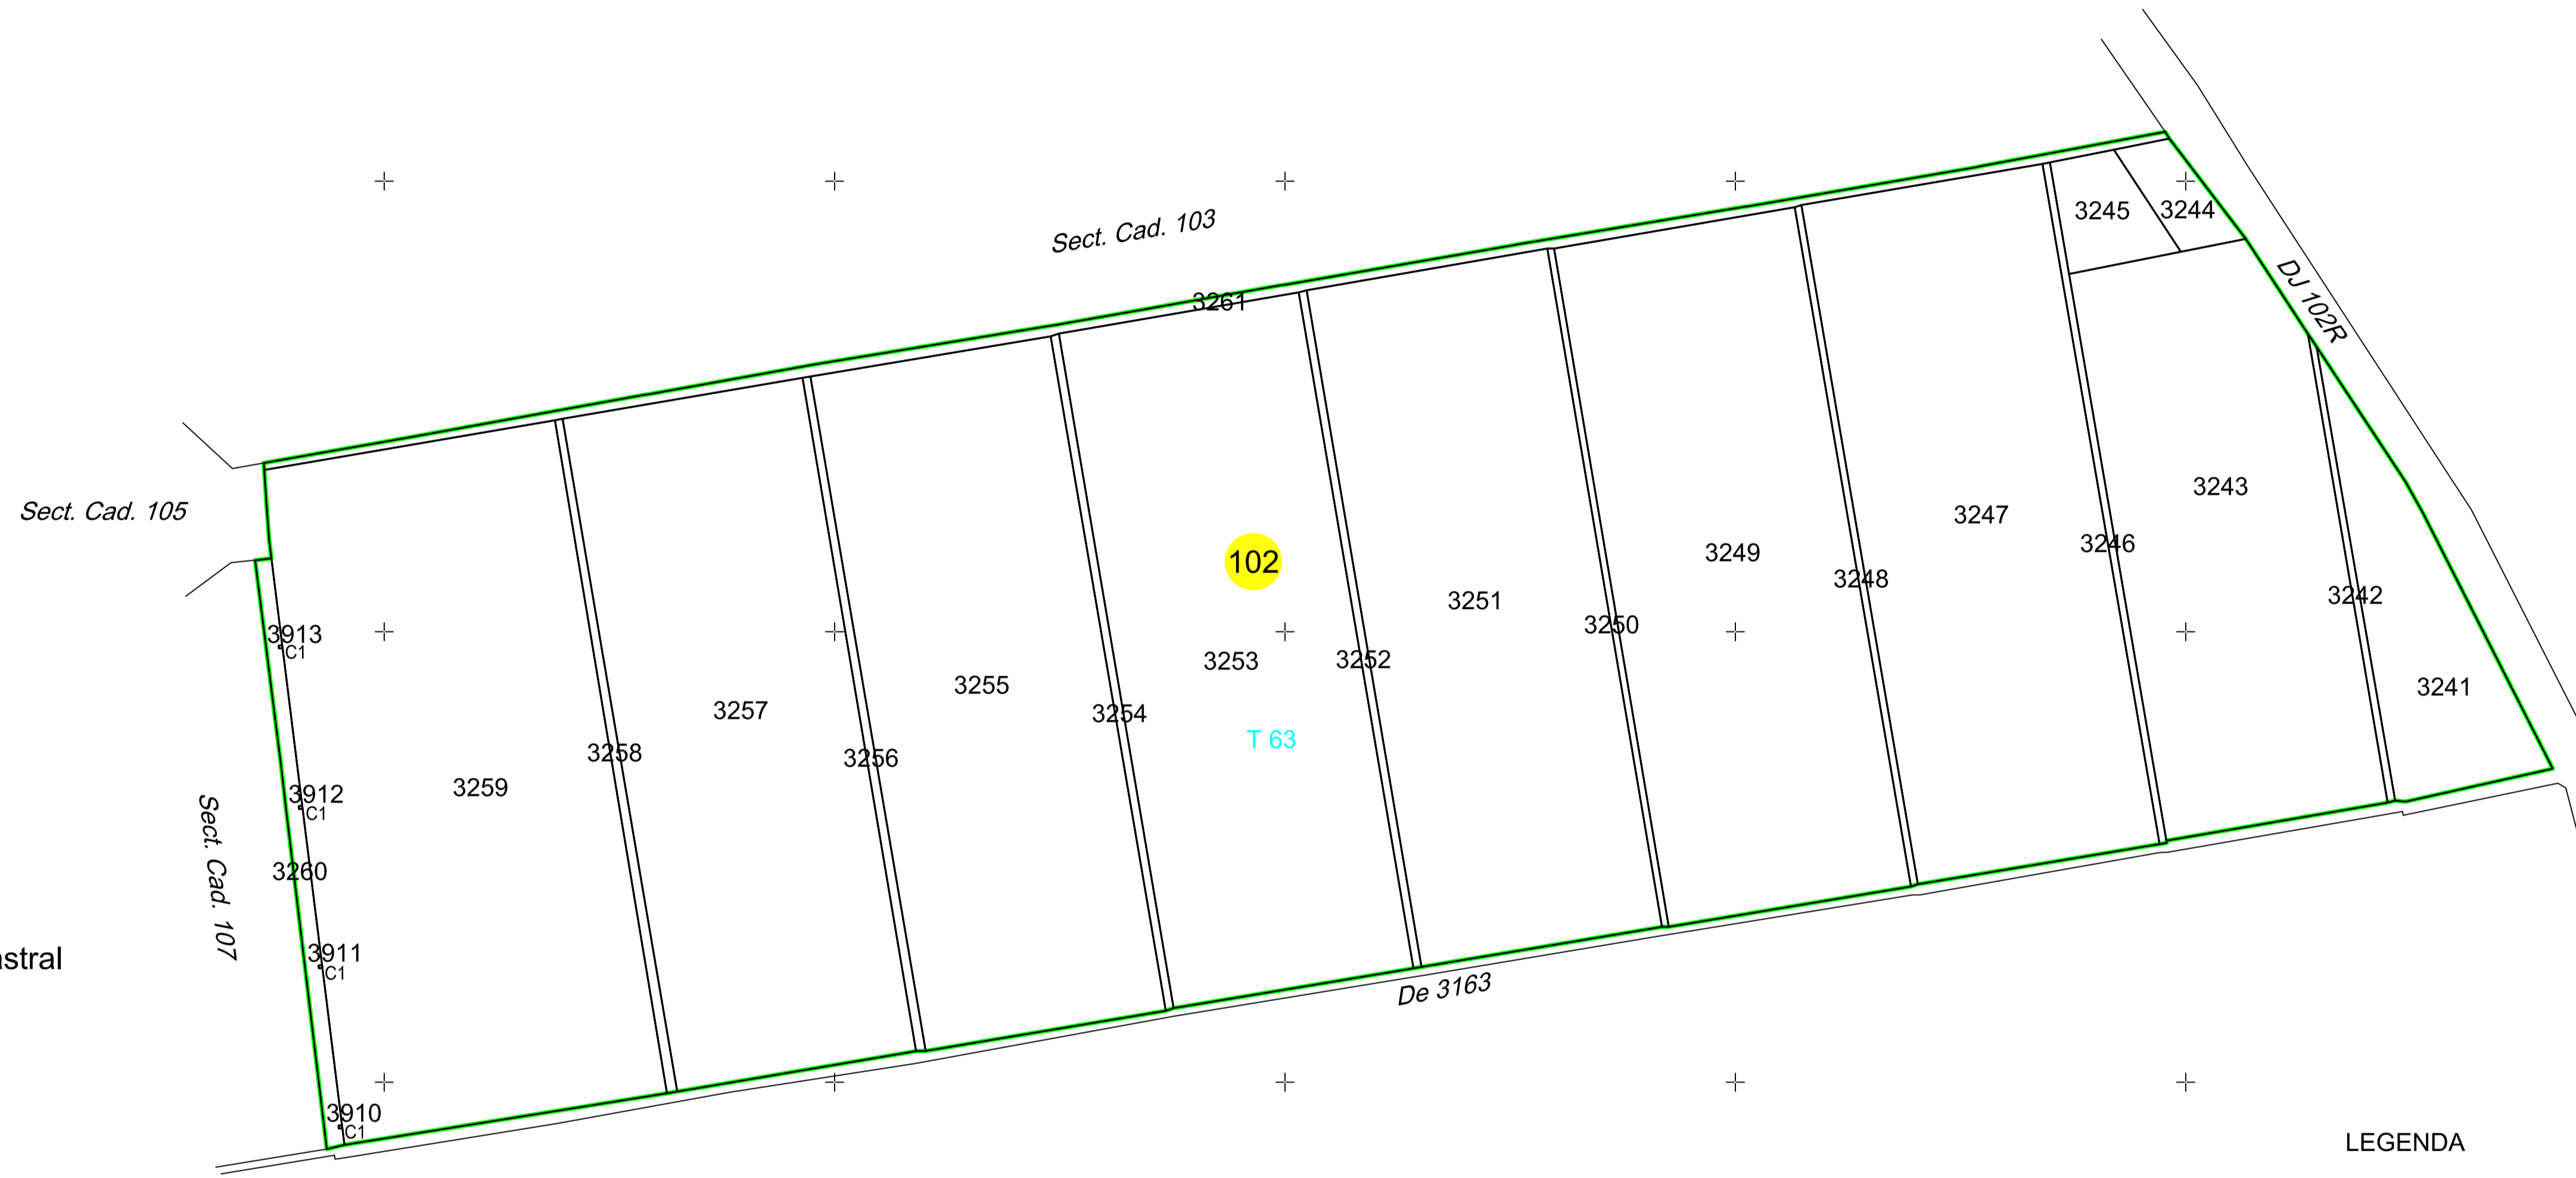 Sect. Cad. 103
3245
3244
DJ 102R
3261
Sect. Cad. 105
3243
3247
3246
3249
102
3248
3242
3251
3250
3913
C1
3253
3252
3241
3255
3254
3257
T 63
3258
3256
3259
3912
C1
3260
Sect. Cad. 107
3911
C1
astral
De 3163
3910
C1
LEGENDA